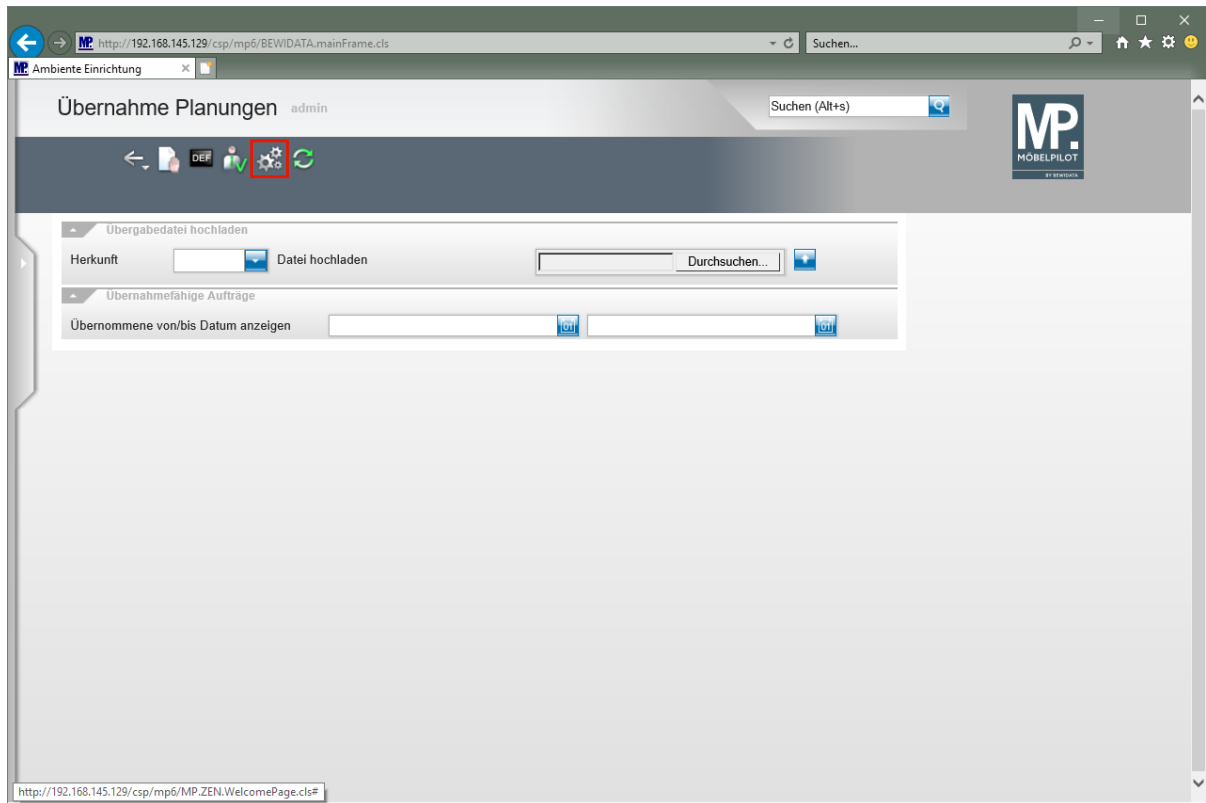 http://192.168.145.129/csp/mp6/BEWIDATA.mainFrame.cls
Suchen...
MP. Ambiente Einrichtung
Übernahme Planungen admin
Suchen (Alt+s)
MP.
MÖBELPILOT
BY BEWIDATA
DEF
Übergabedatei hochladen
Herkunft
Datei hochladen
Durchsuchen...
Übernahmefähige Aufträge
Übernommene von/bis Datum anzeigen
http://192.168.145.129/csp/mp6/MP.ZEN.WelcomePage.cls#